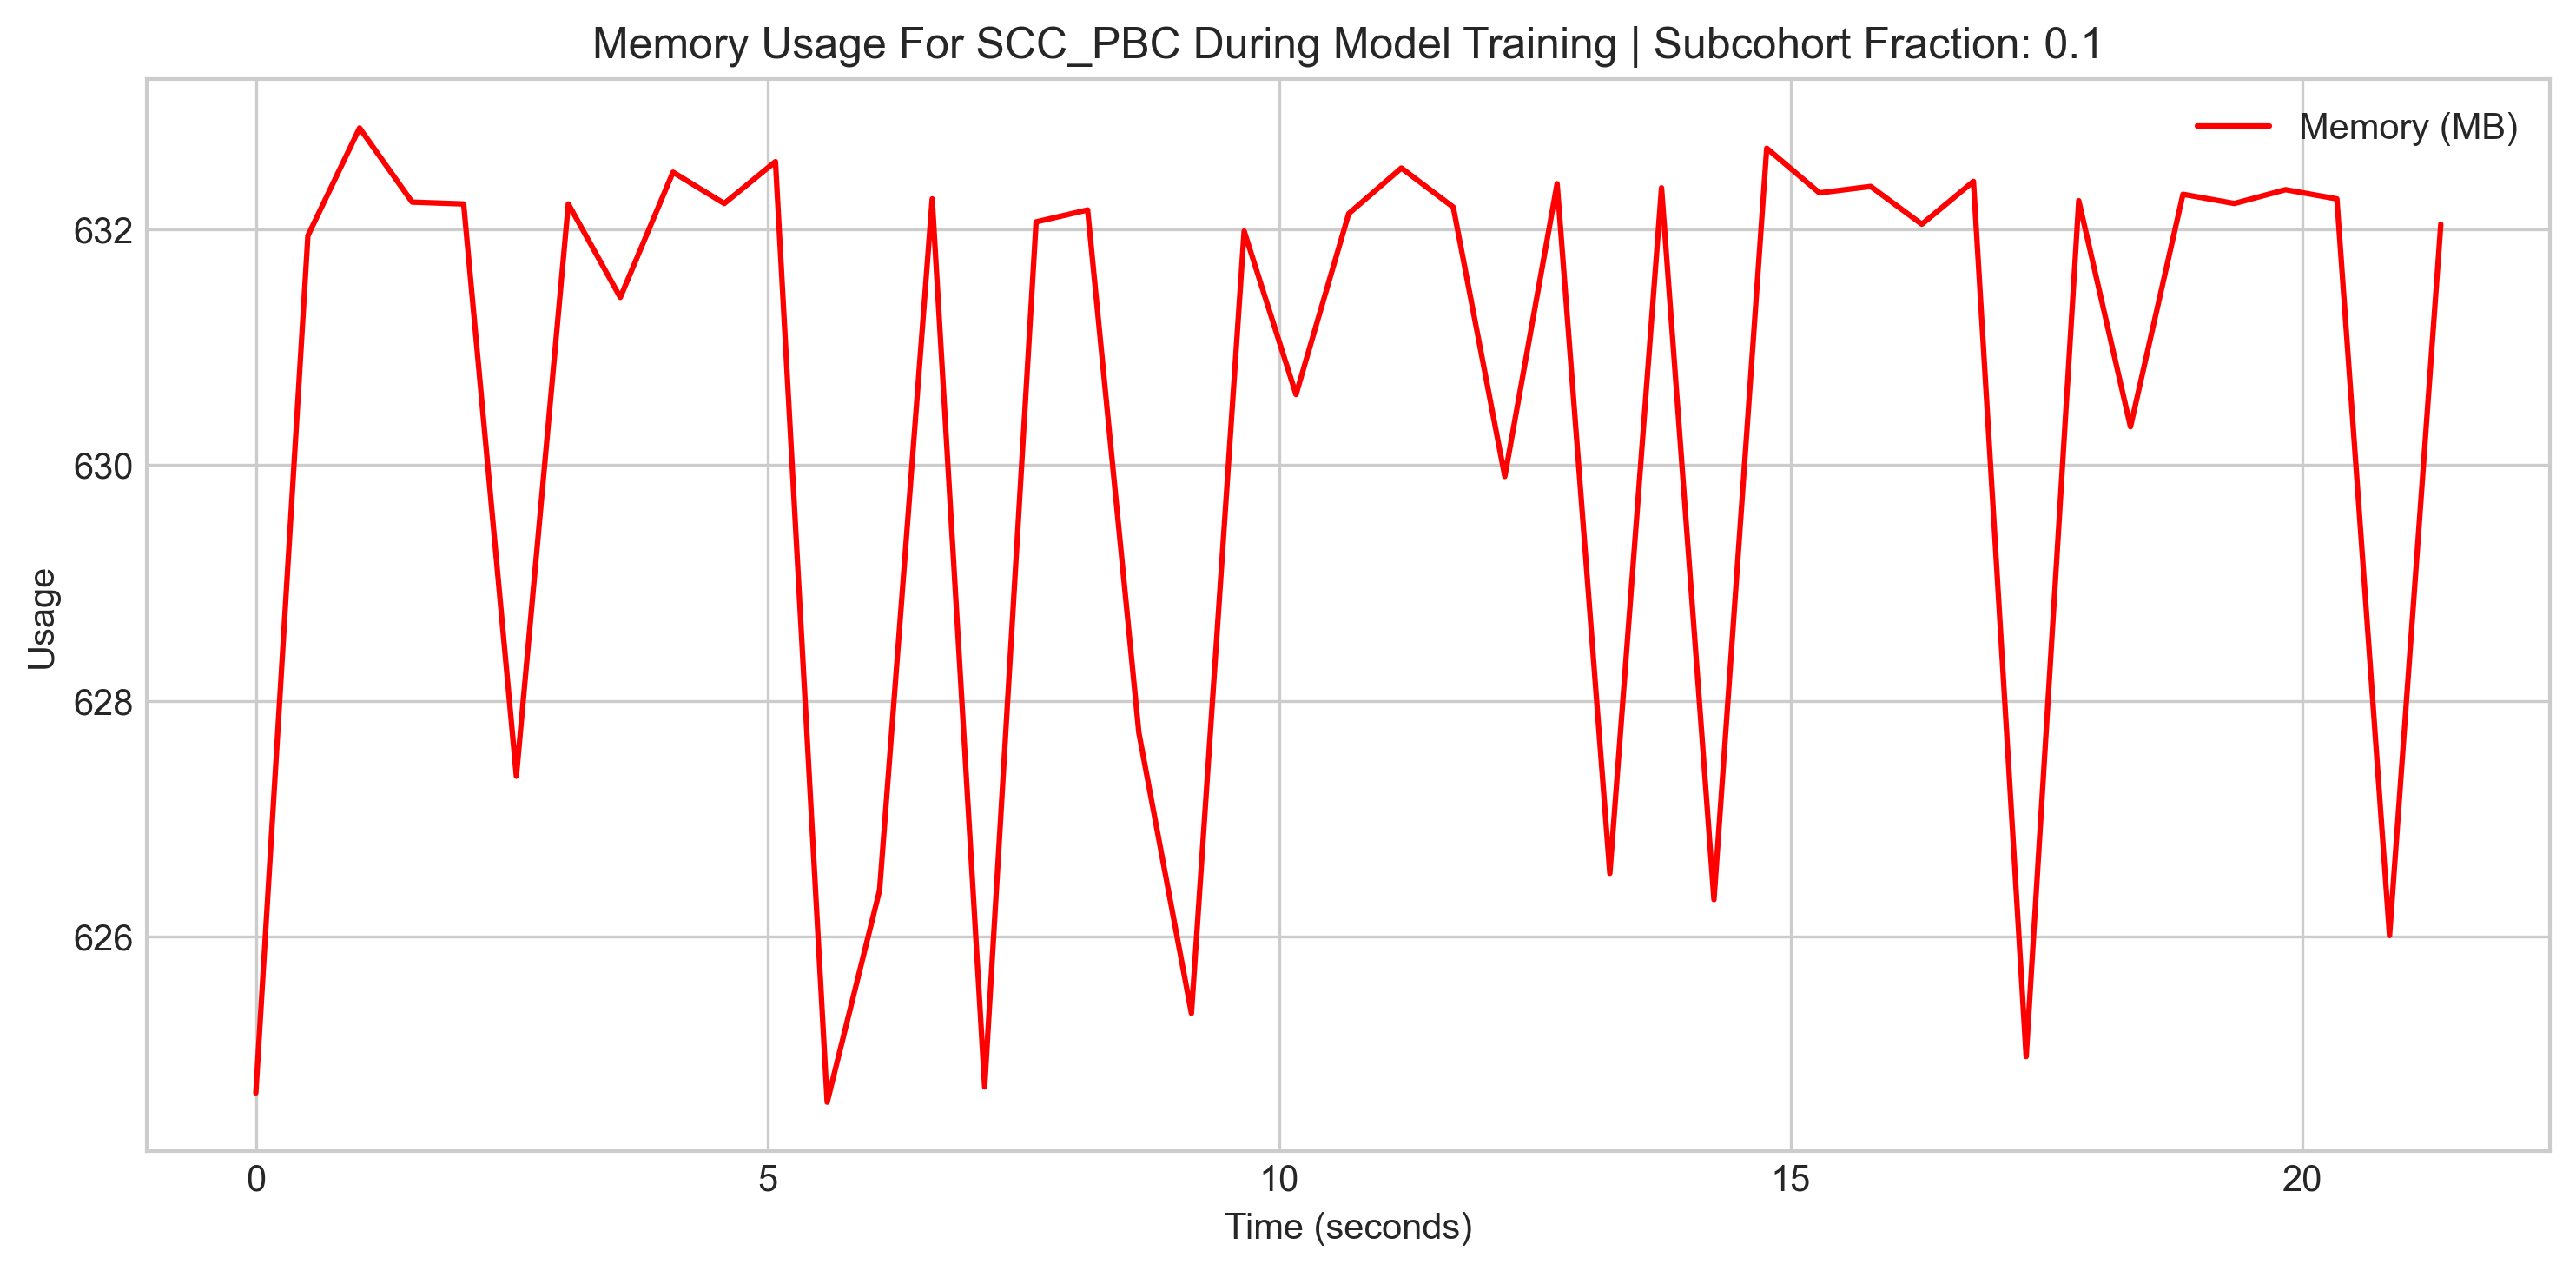 Memory Usage For SCC_PBC During Model Training | Subcohort Fraction: 0.1
Memory (MB)
632
630
628
626
Usage
0 5 10 15 20
Time (seconds)